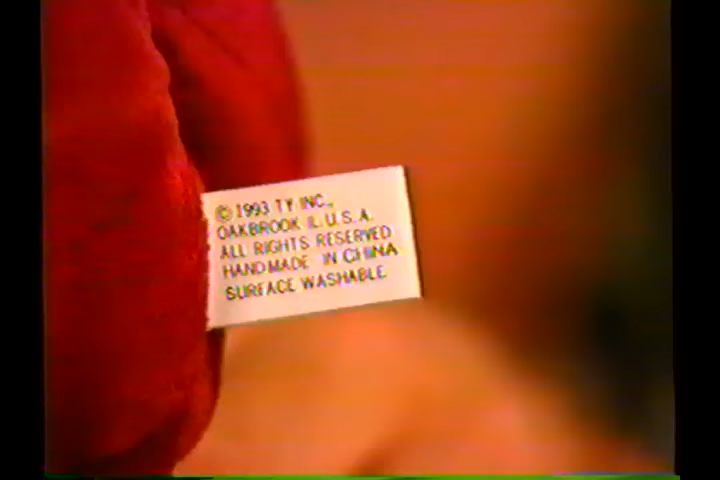 © 1993 TY INC.,
OAKBROOK IL. U.S.A.
ALL RIGHTS RESERVED
HANDMADE IN CHINA
SURFACE WASHABLE